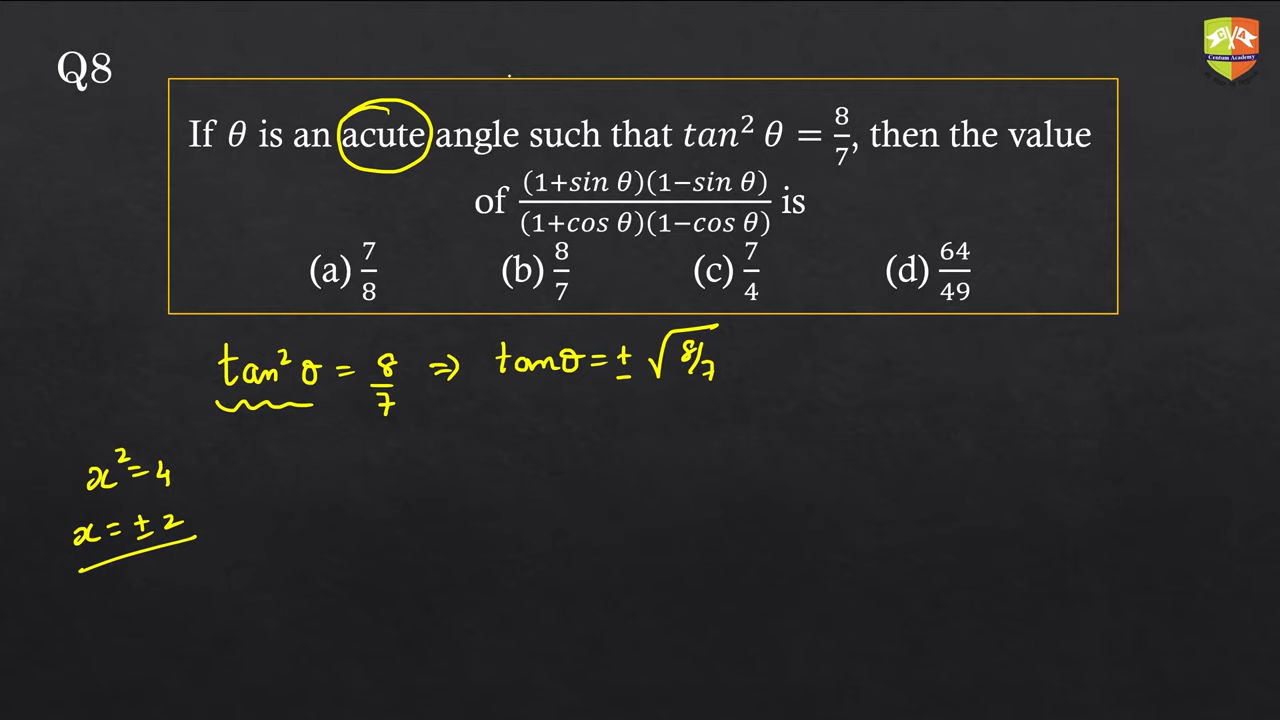 Q8
If θ is an acute angle such that tan² θ = 8/7, then the value
of (1+sin θ)(1−sin θ)/(1+cos θ)(1−cos θ) is
(a) 7/8 (b) 8/7 (c) 7/4 (d) 64/49
tan² θ = 8/7 ⇒ tanθ = ± √8/7
x² = 4
x = ± 2
C A
Centum Academy